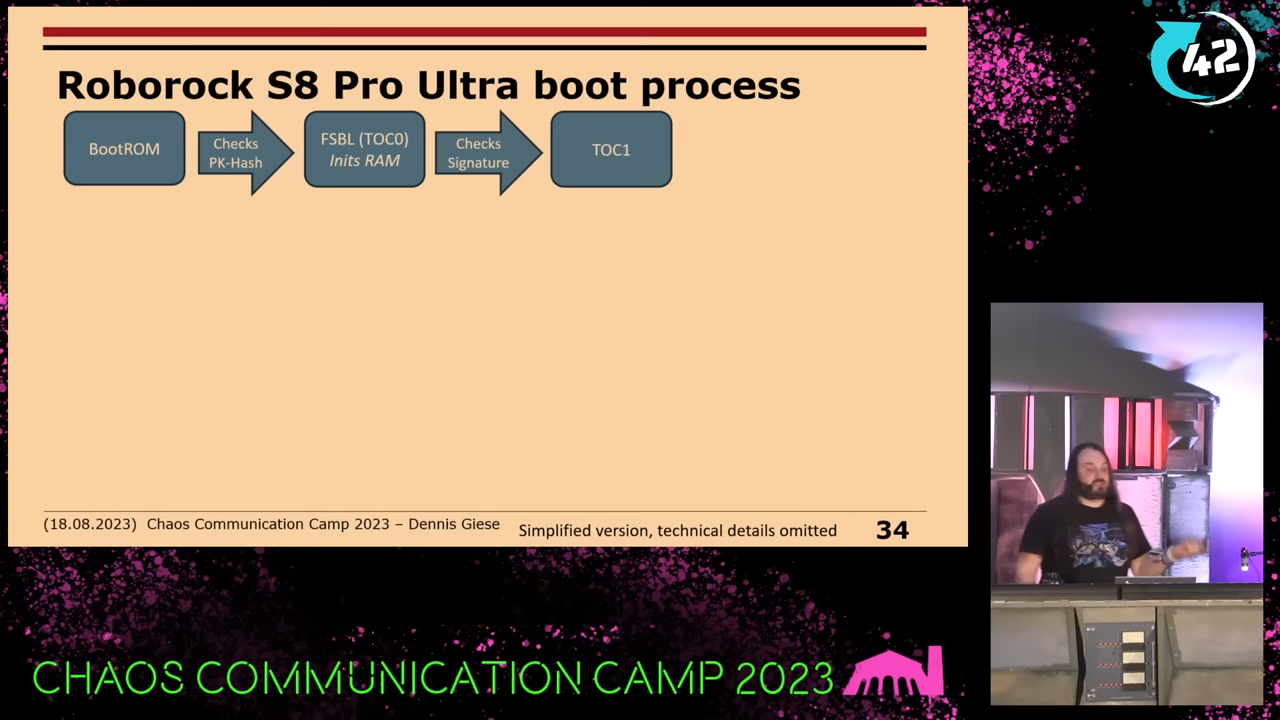 Roborock S8 Pro Ultra boot process
BootROM
Checks
PK-Hash
FSBL (TOC0)
Inits RAM
Checks
Signature
TOC1
(18.08.2023) Chaos Communication Camp 2023 – Dennis Giese
Simplified version, technical details omitted
34
42
CHAOS COMMUNICATION CAMP 2023